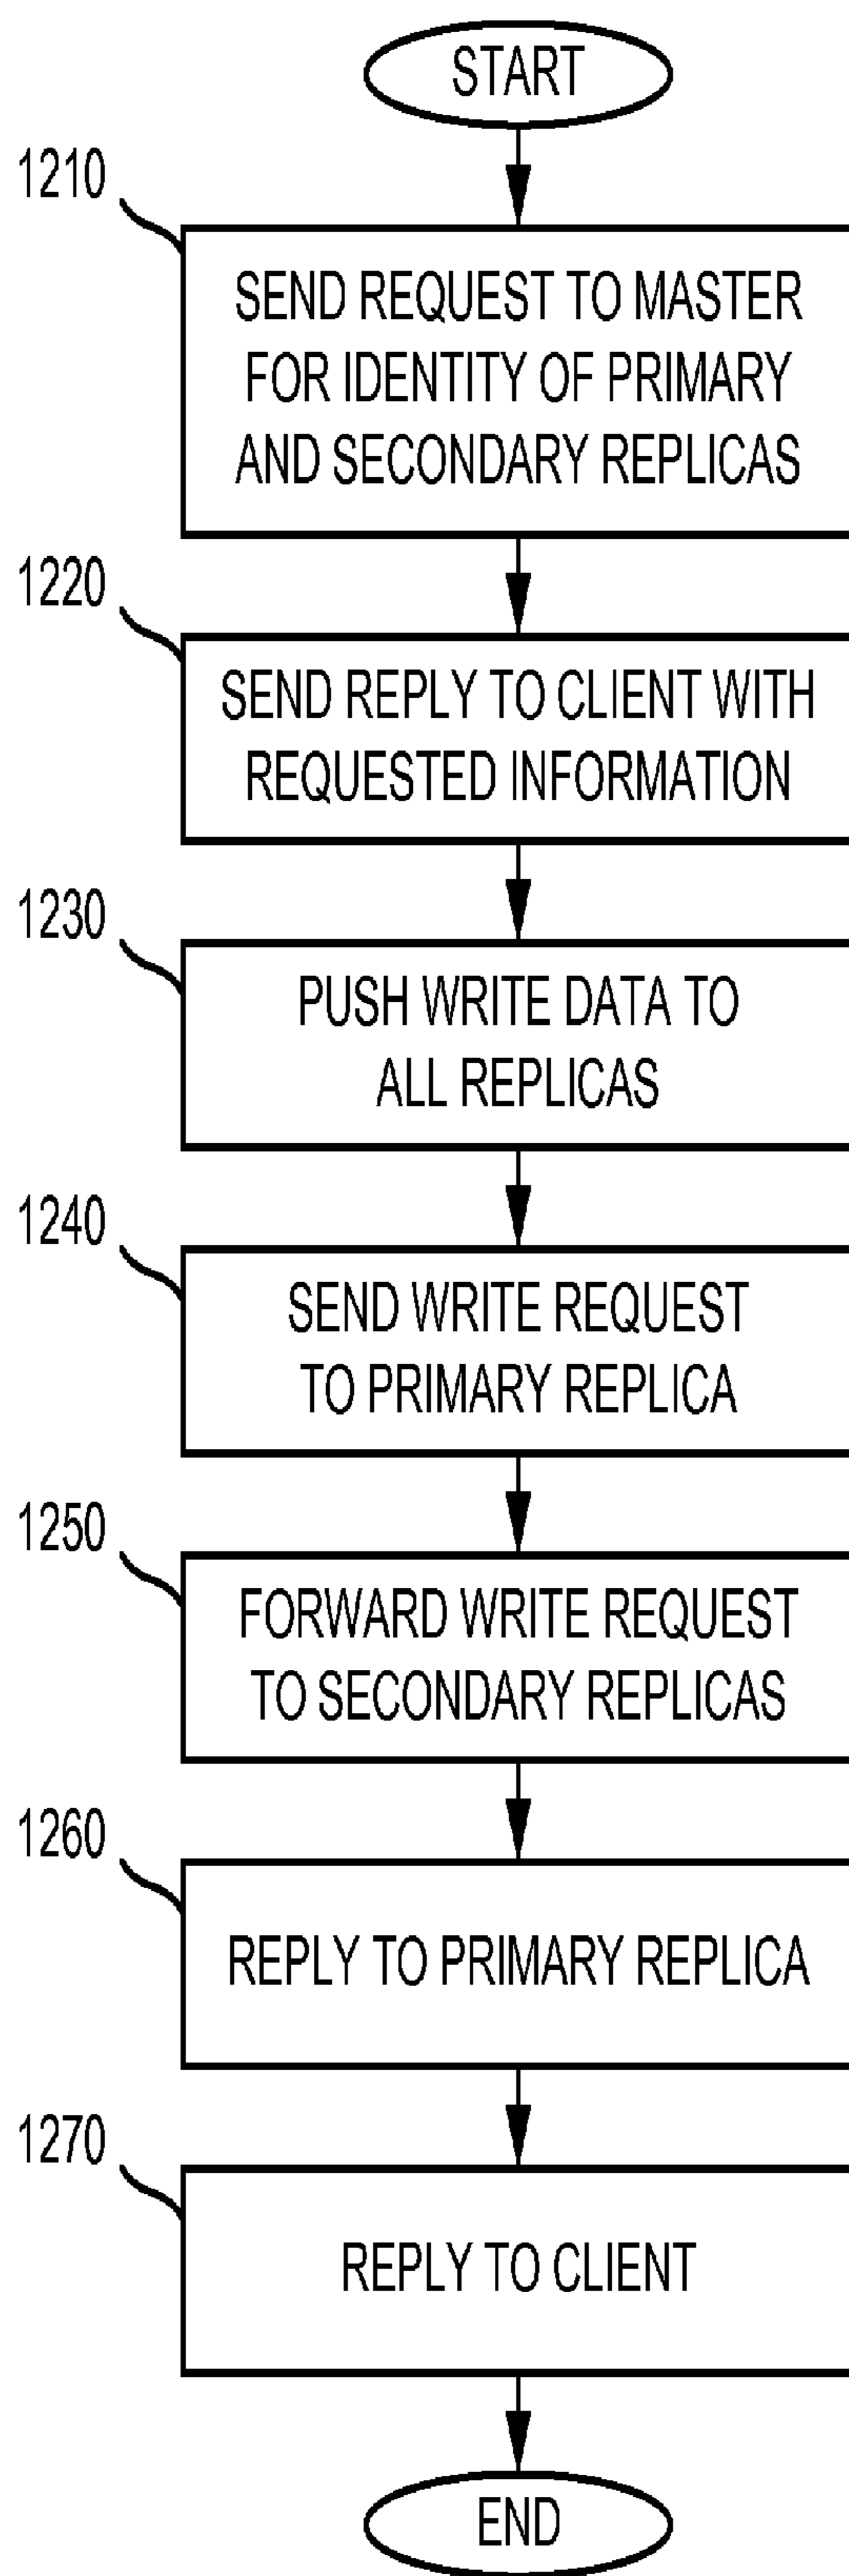 START
1210
SEND REQUEST TO MASTER
FOR IDENTITY OF PRIMARY
AND SECONDARY REPLICAS
1220
SEND REPLY TO CLIENT WITH
REQUESTED INFORMATION
1230
PUSH WRITE DATA TO
ALL REPLICAS
1240
SEND WRITE REQUEST
TO PRIMARY REPLICA
1250
FORWARD WRITE REQUEST
TO SECONDARY REPLICAS
1260
REPLY TO PRIMARY REPLICA
1270
REPLY TO CLIENT
END